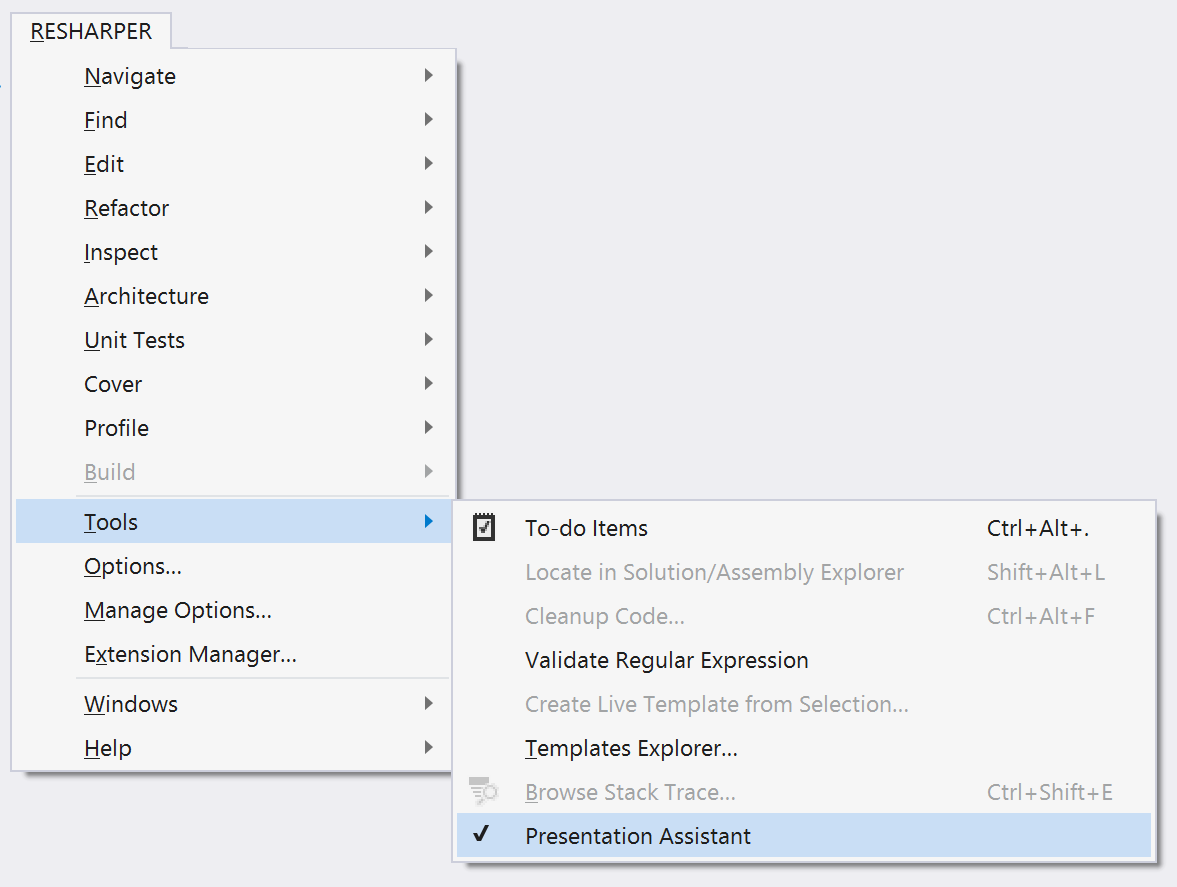 RESHARPER
Navigate
Find
Edit
Refactor
Inspect
Architecture
Unit Tests
Cover
Profile
Build
Tools
Options...
Manage Options...
Extension Manager...
Windows
Help
To-do Items Ctrl+Alt+.
Locate in Solution/Assembly Explorer Shift+Alt+L
Cleanup Code... Ctrl+Alt+F
Validate Regular Expression
Create Live Template from Selection...
Templates Explorer...
Browse Stack Trace... Ctrl+Shift+E
Presentation Assistant